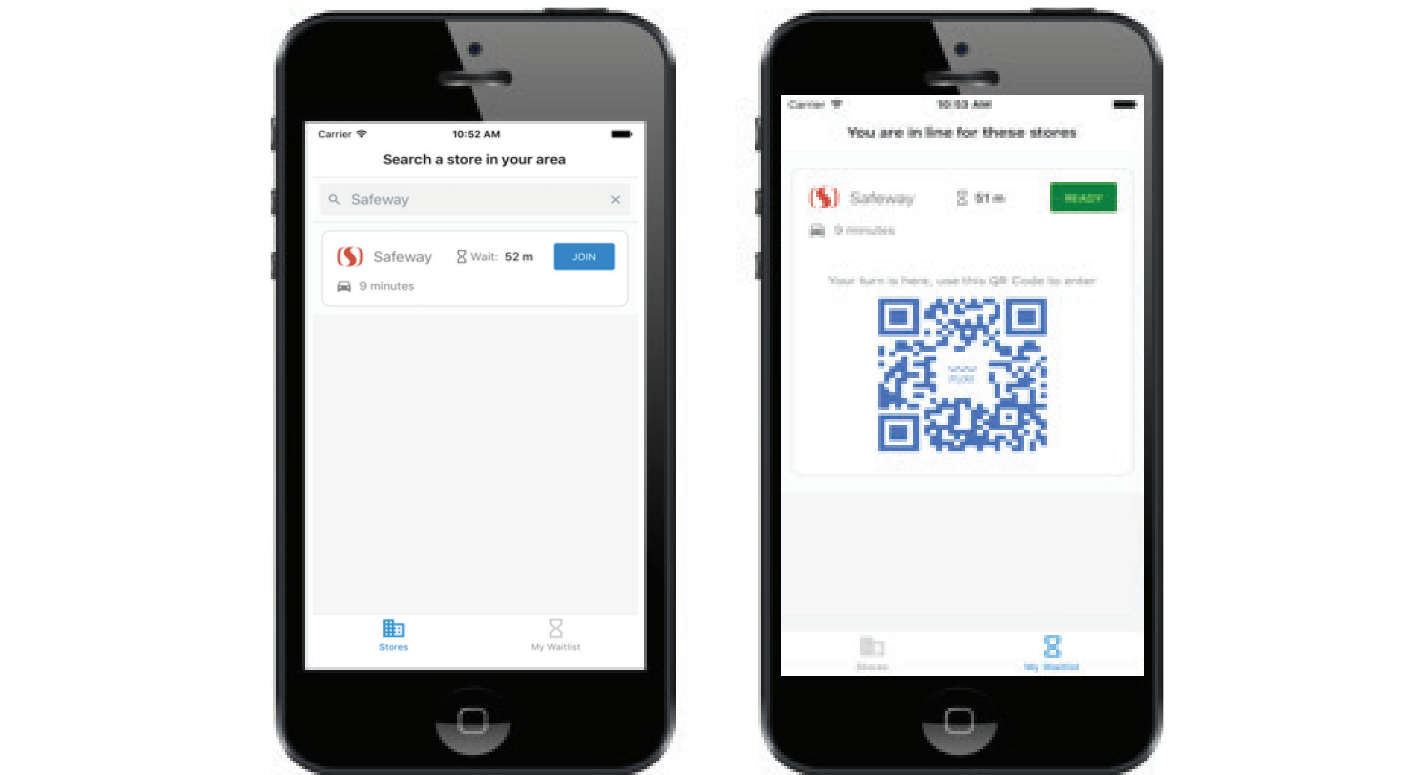 Carrier
10:52 AM
Search a store in your area
Safeway
Safeway
Wait: 52 m
JOIN
9 minutes
Stores
My Waitlist
Carrier
10:53 AM
You are in line for these stores
Safeway
51 m
READY
9 minutes
Your turn is here, use this QR Code to enter
Stores
My Waitlist